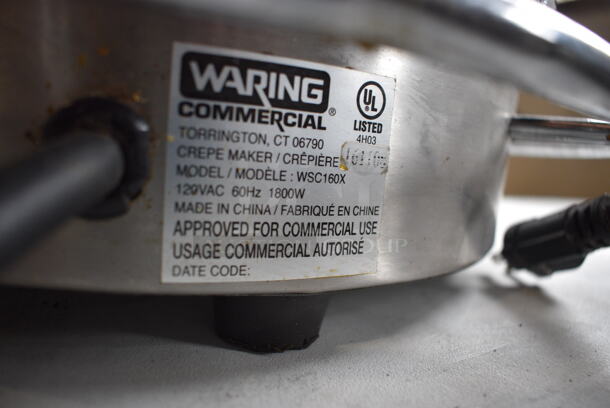 WARING
COMMERCIAL®
UL
LISTED
4H03
TORRINGTON, CT 06790
CREPE MAKER / CRÊPIÈRE
MODEL / MODÈLE : WSC160X
120VAC 60Hz 1800W
MADE IN CHINA / FABRIQUÉ EN CHINE
APPROVED FOR COMMERCIAL USE
USAGE COMMERCIAL AUTORISÉ
DATE CODE: